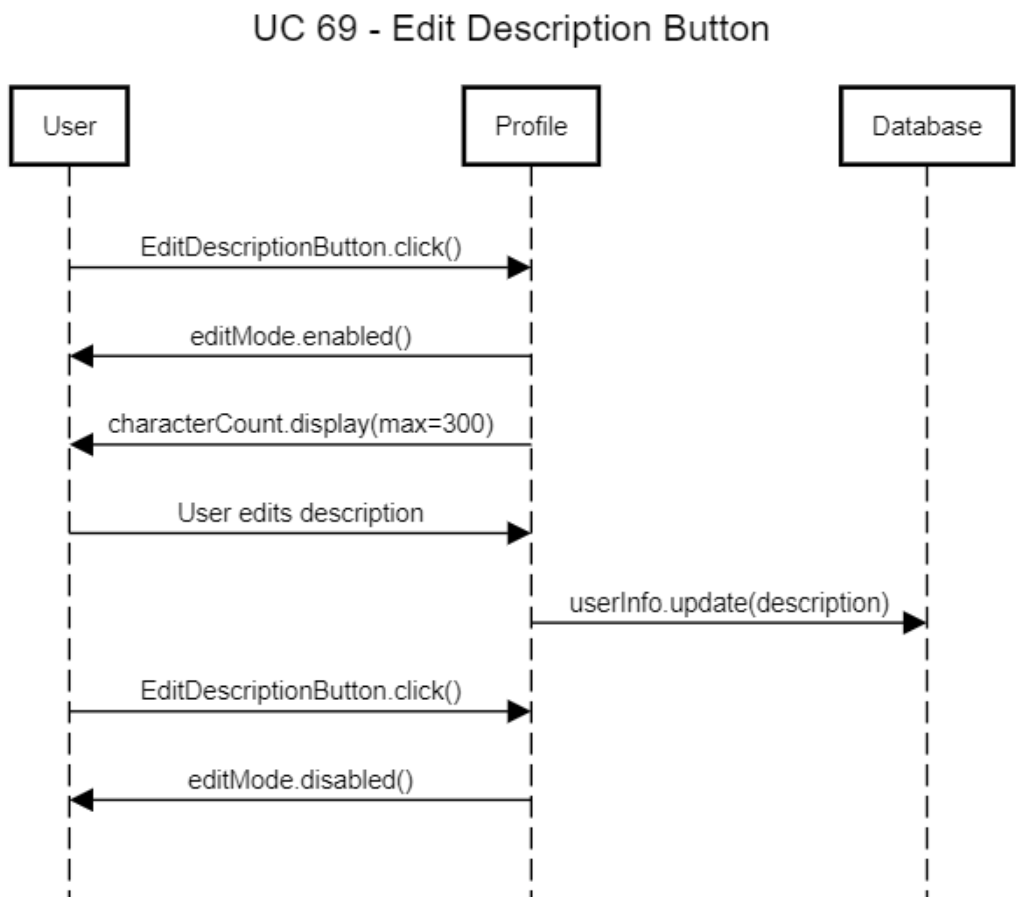 UC 69 - Edit Description Button
User
Profile
Database
EditDescriptionButton.click()
editMode.enabled()
characterCount.display(max=300)
User edits description
userInfo.update(description)
EditDescriptionButton.click()
editMode.disabled()